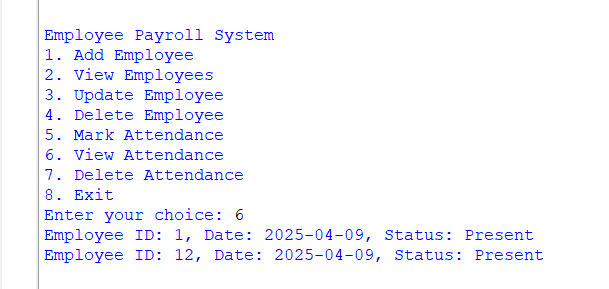 Employee Payroll System
1. Add Employee
2. View Employees
3. Update Employee
4. Delete Employee
5. Mark Attendance
6. View Attendance
7. Delete Attendance
8. Exit
Enter your choice: 6
Employee ID: 1, Date: 2025-04-09, Status: Present
Employee ID: 12, Date: 2025-04-09, Status: Present